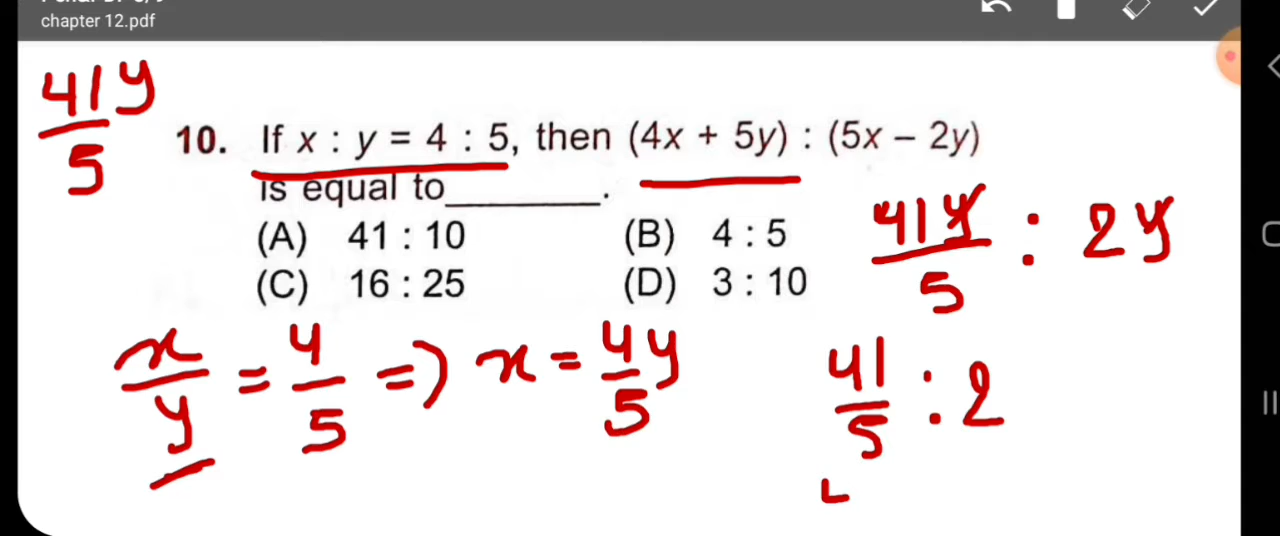 chapter 12.pdf
41y/5
10. If x : y = 4 : 5, then (4x + 5y) : (5x – 2y)
is equal to________.
(A) 41 : 10 (B) 4 : 5
(C) 16 : 25 (D) 3 : 10
41y/5 : 2y
x/y = 4/5 => x = 4y/5
41/5 : 2